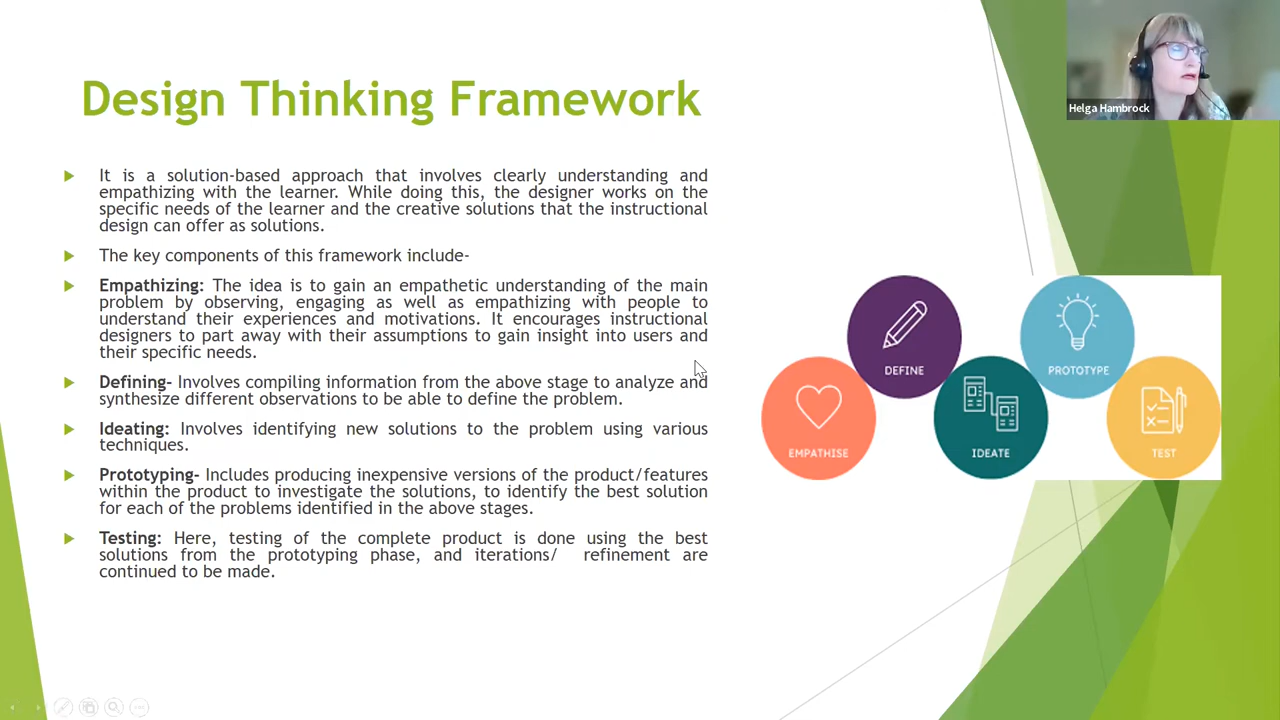 Design Thinking Framework
It is a solution-based approach that involves clearly understanding and
empathizing with the learner. While doing this, the designer works on the
specific needs of the learner and the creative solutions that the instructional
design can offer as solutions.
The key components of this framework include-
Empathizing: The idea is to gain an empathetic understanding of the main
problem by observing, engaging as well as empathizing with people to
understand their experiences and motivations. It encourages instructional
designers to part away with their assumptions to gain insight into users and
their specific needs.
Defining- Involves compiling information from the above stage to analyze and
synthesize different observations to be able to define the problem.
Ideating: Involves identifying new solutions to the problem using various
techniques.
Prototyping- Includes producing inexpensive versions of the product/features
within the product to investigate the solutions, to identify the best solution
for each of the problems identified in the above stages.
Testing: Here, testing of the complete product is done using the best
solutions from the prototyping phase, and iterations/ refinement are
continued to be made.
EMPATHISE
DEFINE
IDEATE
PROTOTYPE
TEST
Helga Hambrock